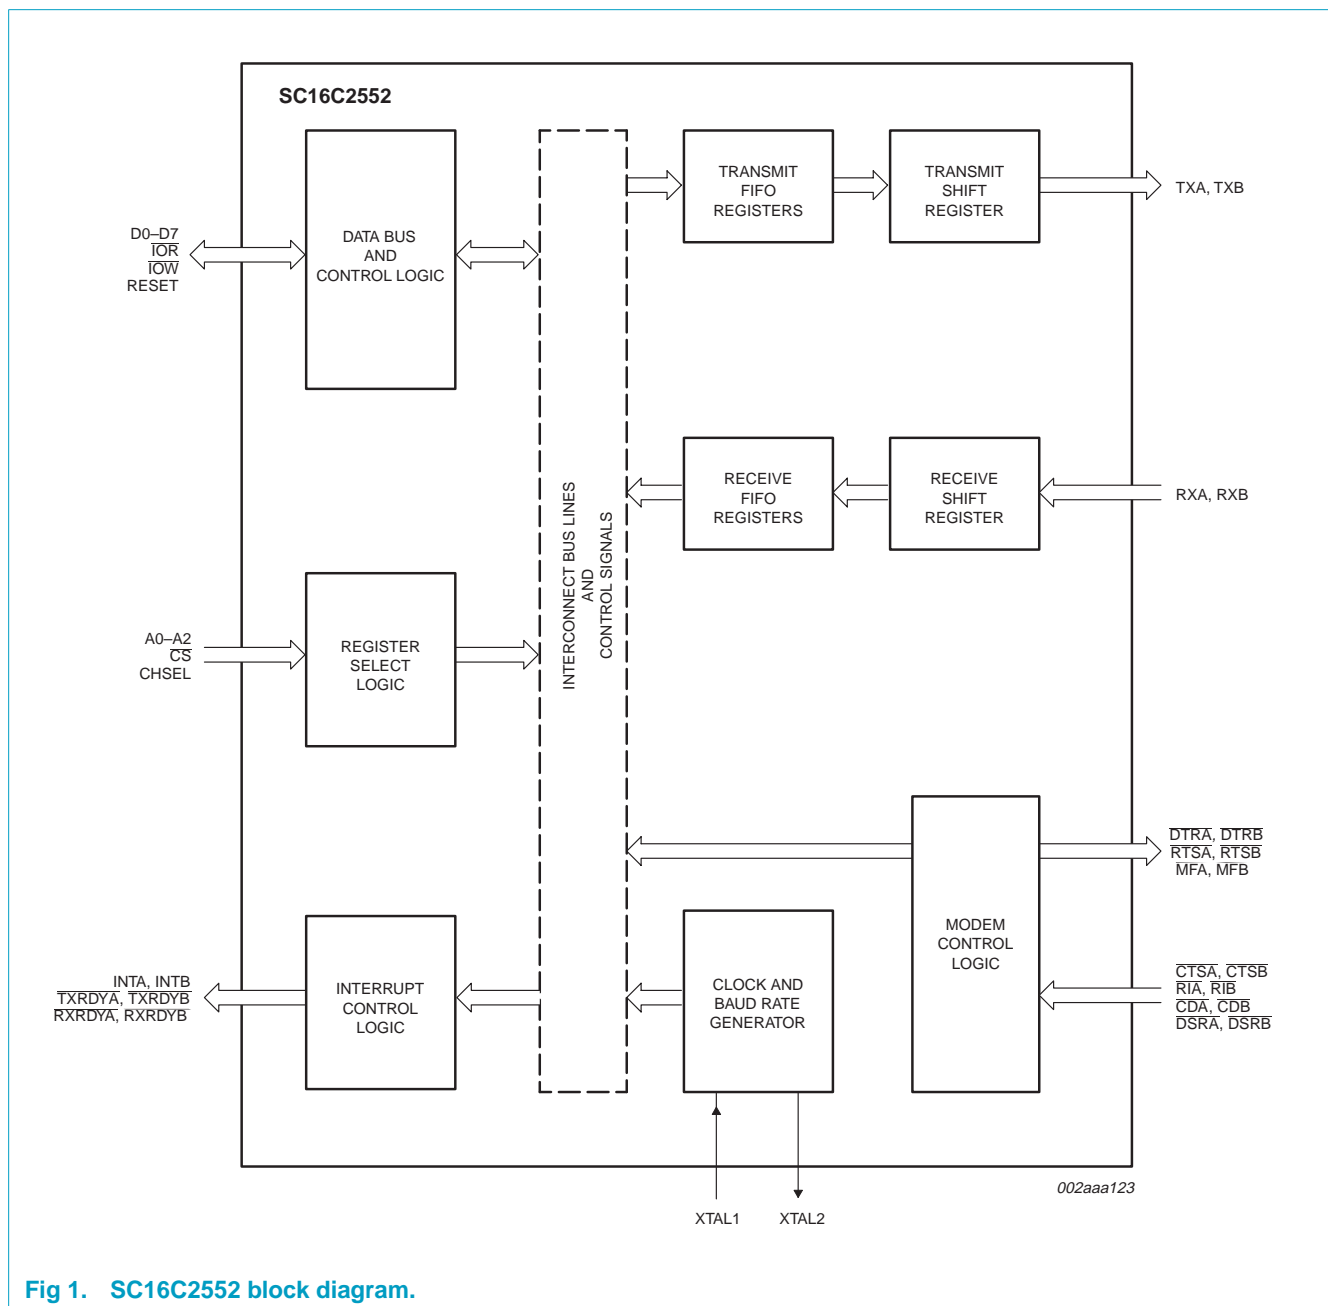 SC16C2552
D0–D7
IOR
IOW
RESET
DATA BUS
AND
CONTROL LOGIC
TRANSMIT
FIFO
REGISTERS
TRANSMIT
SHIFT
REGISTER
TXA, TXB
INTERCONNECT BUS LINES
AND
CONTROL SIGNALS
RECEIVE
FIFO
REGISTERS
RECEIVE
SHIFT
REGISTER
RXA, RXB
A0–A2
CS
CHSEL
REGISTER
SELECT
LOGIC
DTRA, DTRB
RTSA, RTSB
MFA, MFB
MODEM
CONTROL
LOGIC
INTA, INTB
TXRDYA, TXRDYB
RXRDYA, RXRDYB
INTERRUPT
CONTROL
LOGIC
CLOCK AND
BAUD RATE
GENERATOR
CTSA, CTSB
RIA, RIB
CDA, CDB
DSRA, DSRB
002aaa123
XTAL1
XTAL2
Fig 1. SC16C2552 block diagram.